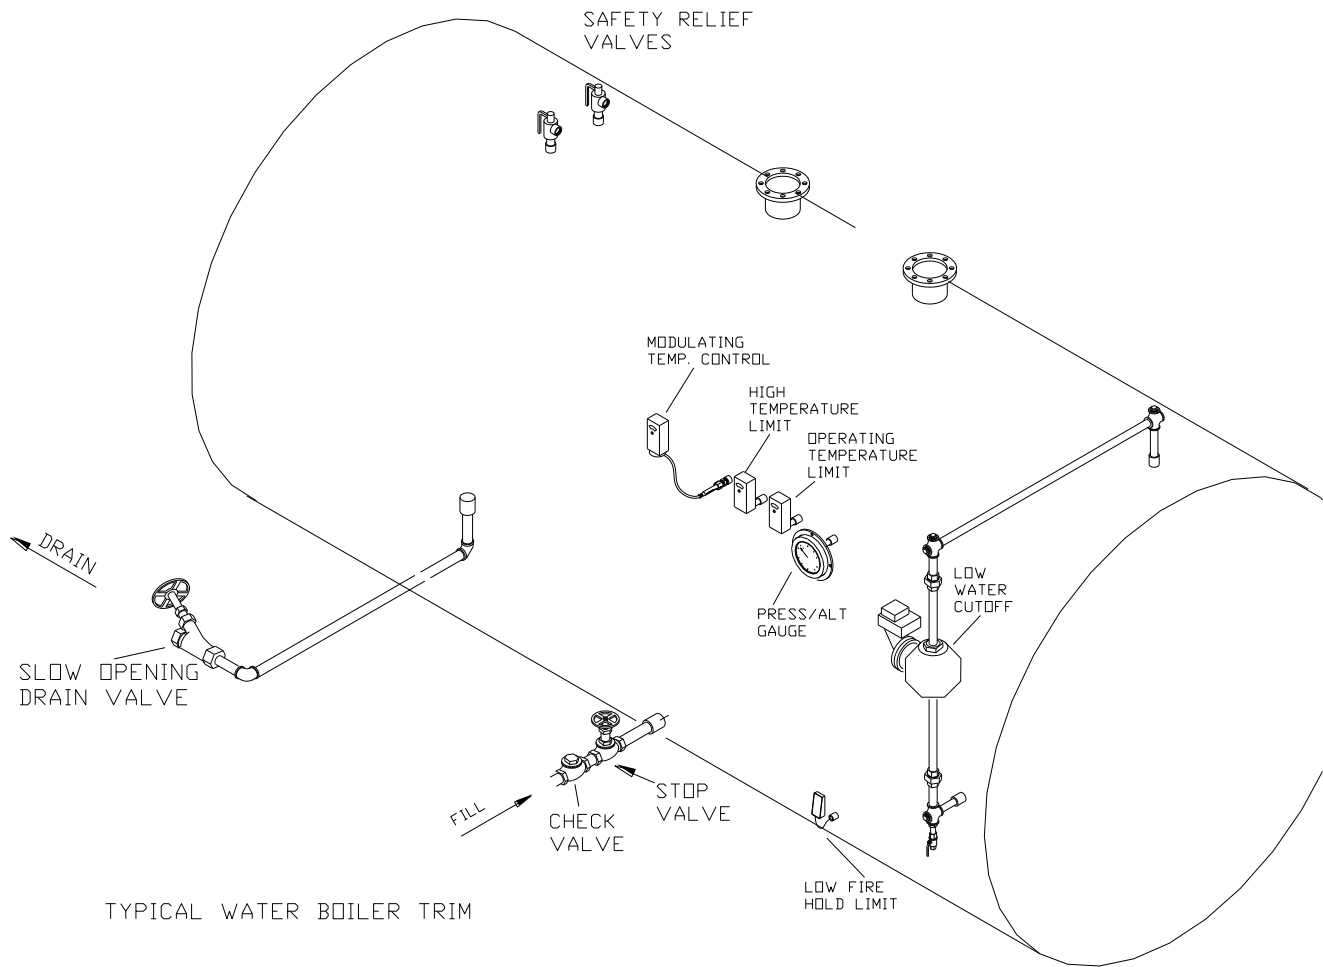 SAFETY RELIEF
VALVES
MODULATING
TEMP. CONTROL
HIGH
TEMPERATURE
LIMIT
OPERATING
TEMPERATURE
LIMIT
DRAIN
LOW
WATER
CUTOFF
PRESS/ALT
GAUGE
SLOW OPENING
DRAIN VALVE
STOP
VALVE
FILL
CHECK
VALVE
LOW FIRE
HOLD LIMIT
TYPICAL WATER BOILER TRIM